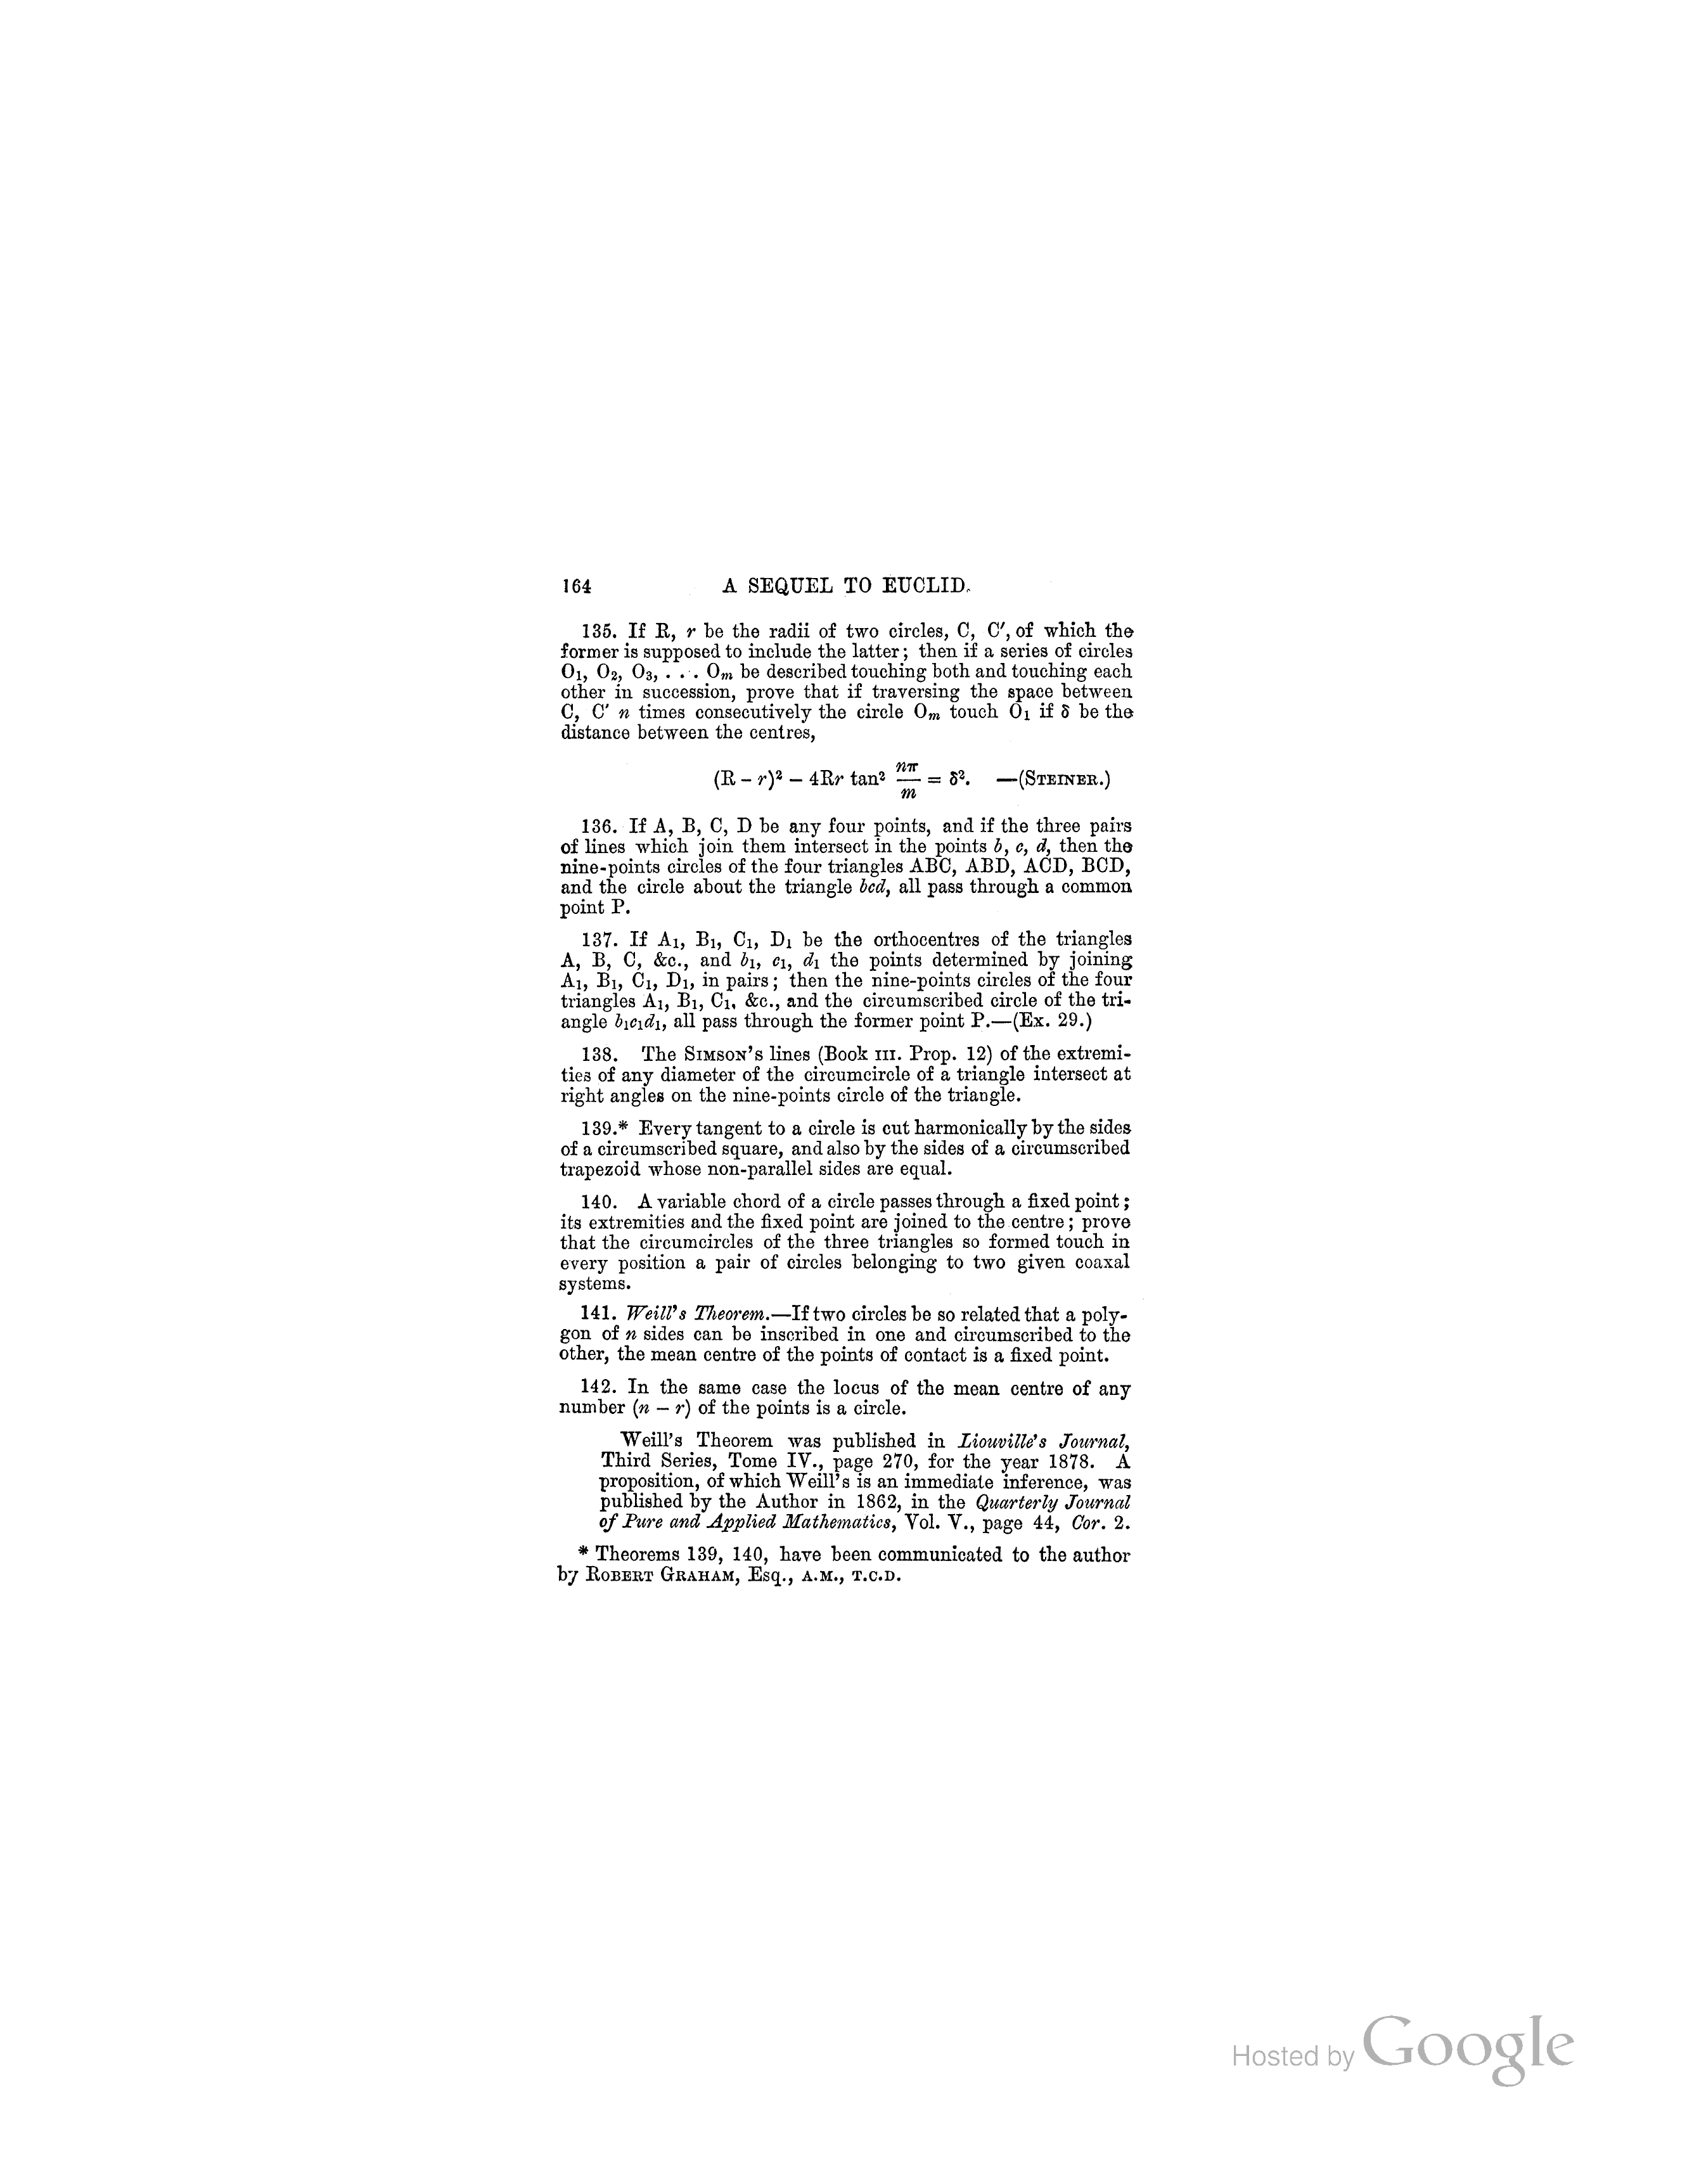 164 A SEQUEL TO EUCLID.
135. If R, r be the radii of two circles, C, C′, of which the
former is supposed to include the latter; then if a series of circles
O₁, O₂, O₃, . . . Oₘ be described touching both and touching each
other in succession, prove that if traversing the space between
C, C′ n times consecutively the circle Oₘ touch O₁ if δ be the
distance between the centres,
(R – r)² – 4Rr tan² nπ/m = δ². —(STEINER.)
136. If A, B, C, D be any four points, and if the three pairs
of lines which join them intersect in the points b, c, d, then the
nine-points circles of the four triangles ABC, ABD, ACD, BCD,
and the circle about the triangle bcd, all pass through a common
point P.
137. If A₁, B₁, C₁, D₁ be the orthocentres of the triangles
A, B, C, &c., and b₁, c₁, d₁ the points determined by joining
A₁, B₁, C₁, D₁, in pairs; then the nine-points circles of the four
triangles A₁, B₁, C₁, &c., and the circumscribed circle of the tri-
angle b₁c₁d₁, all pass through the former point P.—(Ex. 29.)
138. The SIMSON'S lines (Book III. Prop. 12) of the extremi-
ties of any diameter of the circumcircle of a triangle intersect at
right angles on the nine-points circle of the triangle.
139.* Every tangent to a circle is cut harmonically by the sides
of a circumscribed square, and also by the sides of a circumscribed
trapezoid whose non-parallel sides are equal.
140. A variable chord of a circle passes through a fixed point;
its extremities and the fixed point are joined to the centre; prove
that the circumcircles of the three triangles so formed touch in
every position a pair of circles belonging to two given coaxal
systems.
141. Weill's Theorem.—If two circles be so related that a poly-
gon of n sides can be inscribed in one and circumscribed to the
other, the mean centre of the points of contact is a fixed point.
142. In the same case the locus of the mean centre of any
number (n – r) of the points is a circle.
Weill's Theorem was published in Liouville's Journal,
Third Series, Tome IV., page 270, for the year 1878. A
proposition, of which Weill's is an immediate inference, was
published by the Author in 1862, in the Quarterly Journal
of Pure and Applied Mathematics, Vol. V., page 44, Cor. 2.
* Theorems 139, 140, have been communicated to the author
by ROBERT GRAHAM, Esq., A.M., T.C.D.
Hosted by Google